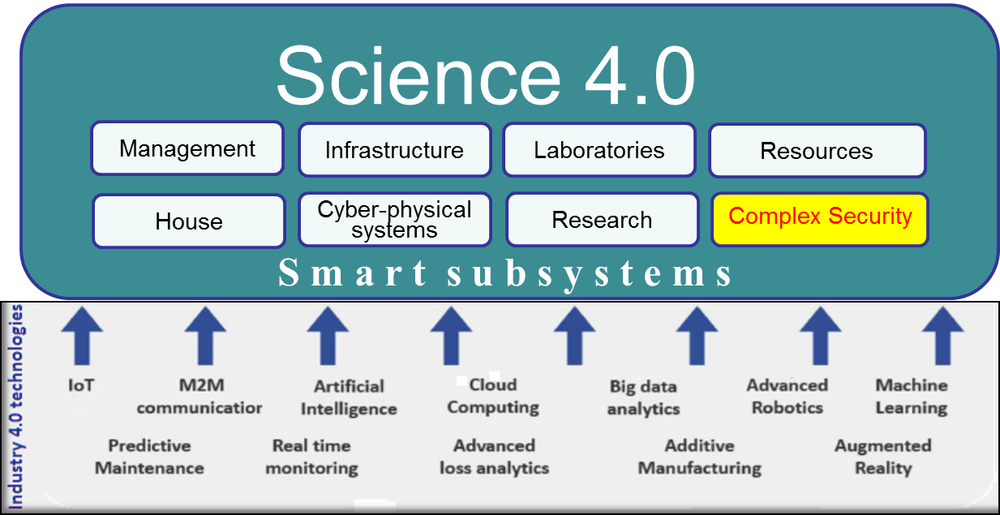 Science 4.0
Management Infrastructure Laboratories Resources
House Cyber-physical systems Research Complex Security
Smart subsystems
Industry 4.0 technologies
IoT
M2M
communicatior
Artificial
Intelligence
Cloud
Computing
Big data
analytics
Advanced
Robotics
Machine
Learning
Predictive
Maintenance
Real time
monitoring
Advanced
loss analytics
Additive
Manufacturing
Augmented
Reality